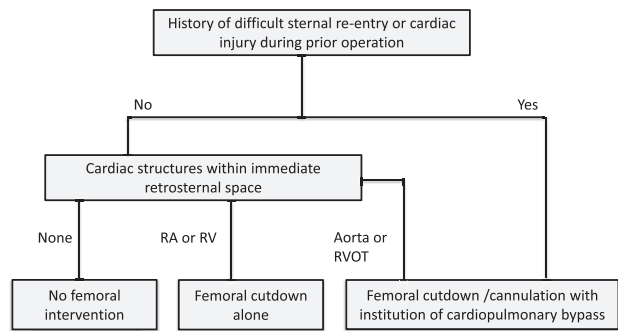 History of difficult sternal re-entry or cardiac
injury during prior operation
No
Yes
Cardiac structures within immediate
retrosternal space
None
RA or RV
Aorta or
RVOT
No femoral
intervention
Femoral cutdown
alone
Femoral cutdown /cannulation with
institution of cardiopulmonary bypass